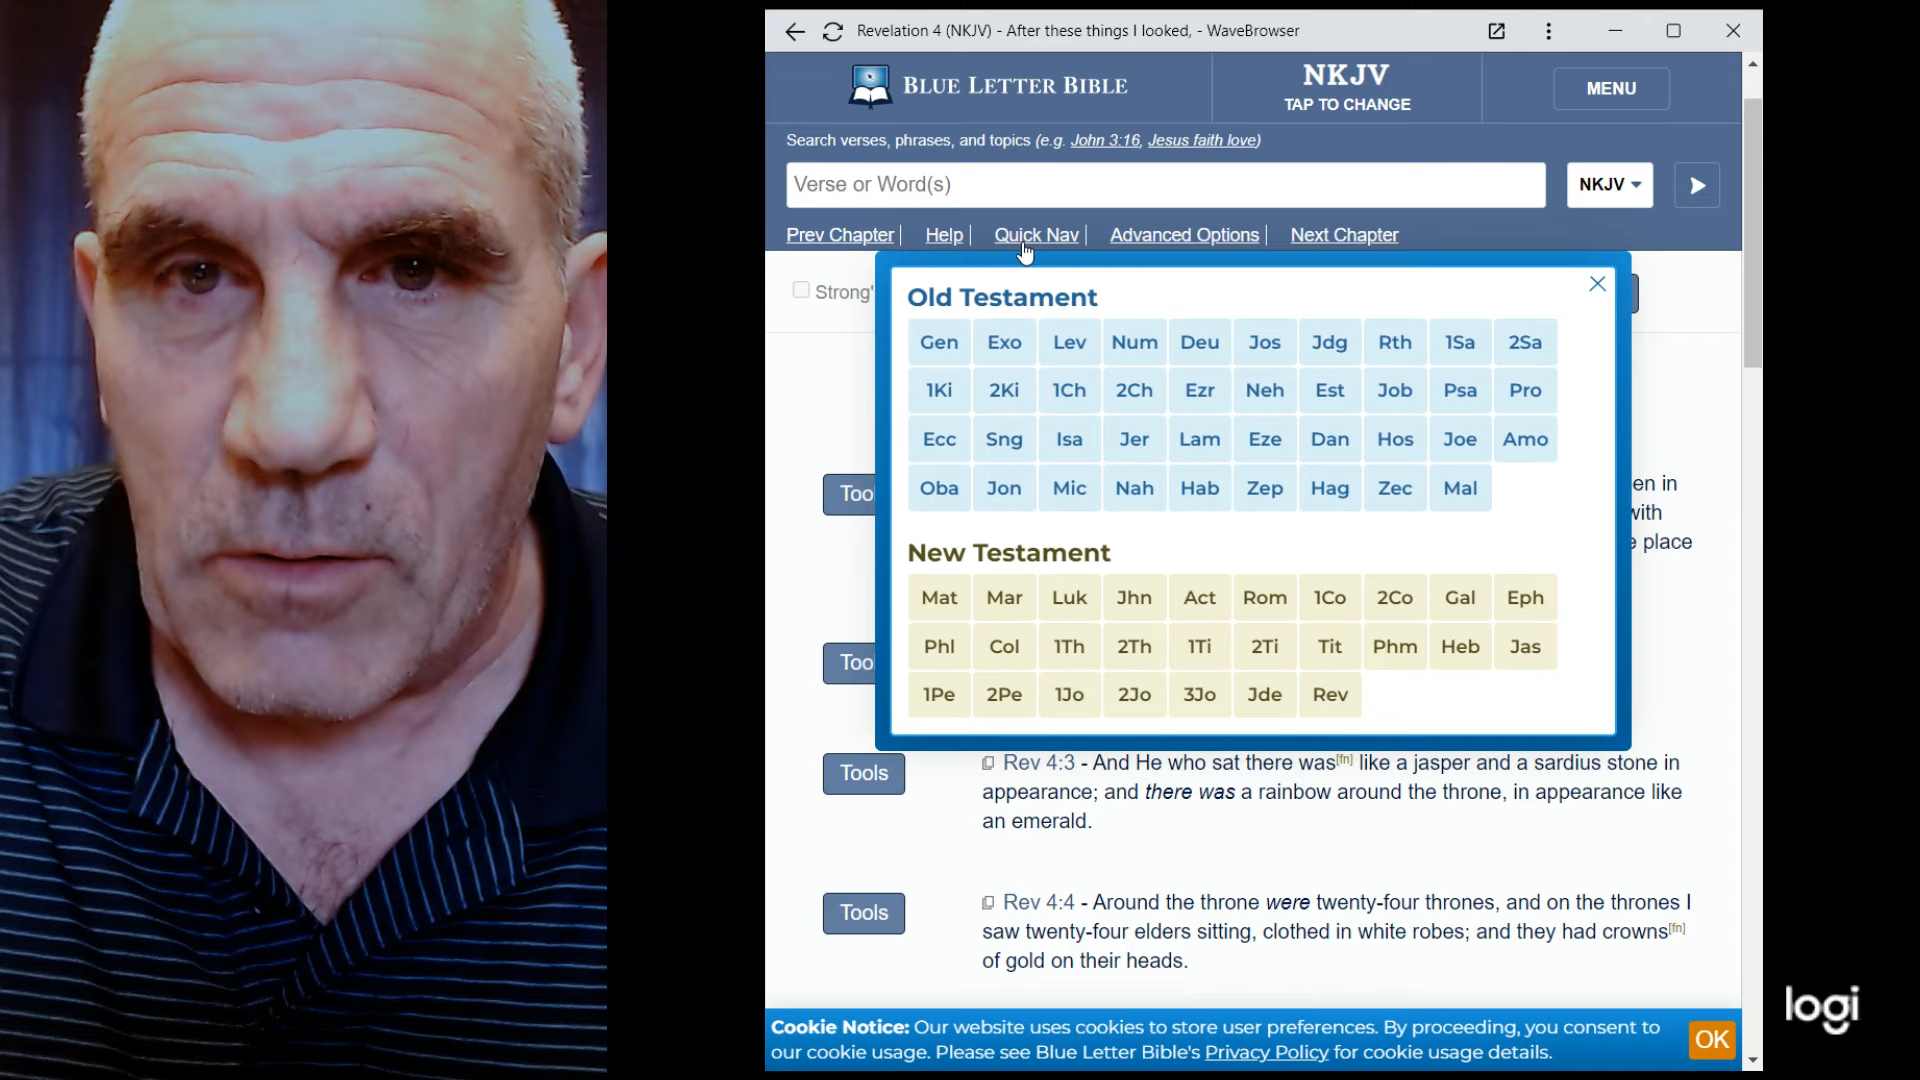 Revelation 4 (NKJV) - After these things I looked, - WaveBrowser
BLUE LETTER BIBLE
NKJV
TAP TO CHANGE
MENU
Search verses, phrases, and topics (e.g. John 3:16, Jesus faith love)
Verse or Word(s)
NKJV
Prev Chapter | Help | Quick Nav | Advanced Options | Next Chapter
Strong'
Old Testament
Gen Exo Lev Num Deu Jos Jdg Rth 1Sa 2Sa
1Ki 2Ki 1Ch 2Ch Ezr Neh Est Job Psa Pro
Ecc Sng Isa Jer Lam Eze Dan Hos Joe Amo
Oba Jon Mic Nah Hab Zep Hag Zec Mal
en in
with
place
Too
New Testament
Mat Mar Luk Jhn Act Rom 1Co 2Co Gal Eph
Phl Col 1Th 2Th 1Ti 2Ti Tit Phm Heb Jas
1Pe 2Pe 1Jo 2Jo 3Jo Jde Rev
Too
Tools
Rev 4:3 - And He who sat there was[fn] like a jasper and a sardius stone in
appearance; and there was a rainbow around the throne, in appearance like
an emerald.
Tools
Rev 4:4 - Around the throne were twenty-four thrones, and on the thrones I
saw twenty-four elders sitting, clothed in white robes; and they had crowns[fn]
of gold on their heads.
Cookie Notice: Our website uses cookies to store user preferences. By proceeding, you consent to
our cookie usage. Please see Blue Letter Bible's Privacy Policy for cookie usage details.
OK
logi